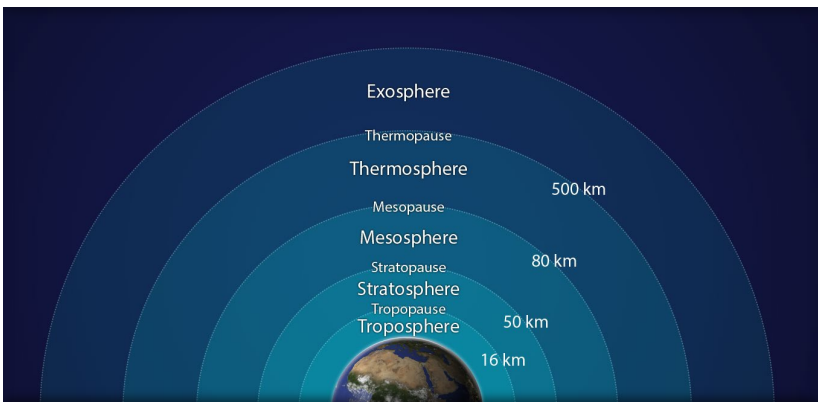 Exosphere
Thermopause
Thermosphere
500 km
Mesopause
Mesosphere
80 km
Stratopause
Stratosphere
Tropopause
50 km
Troposphere
16 km